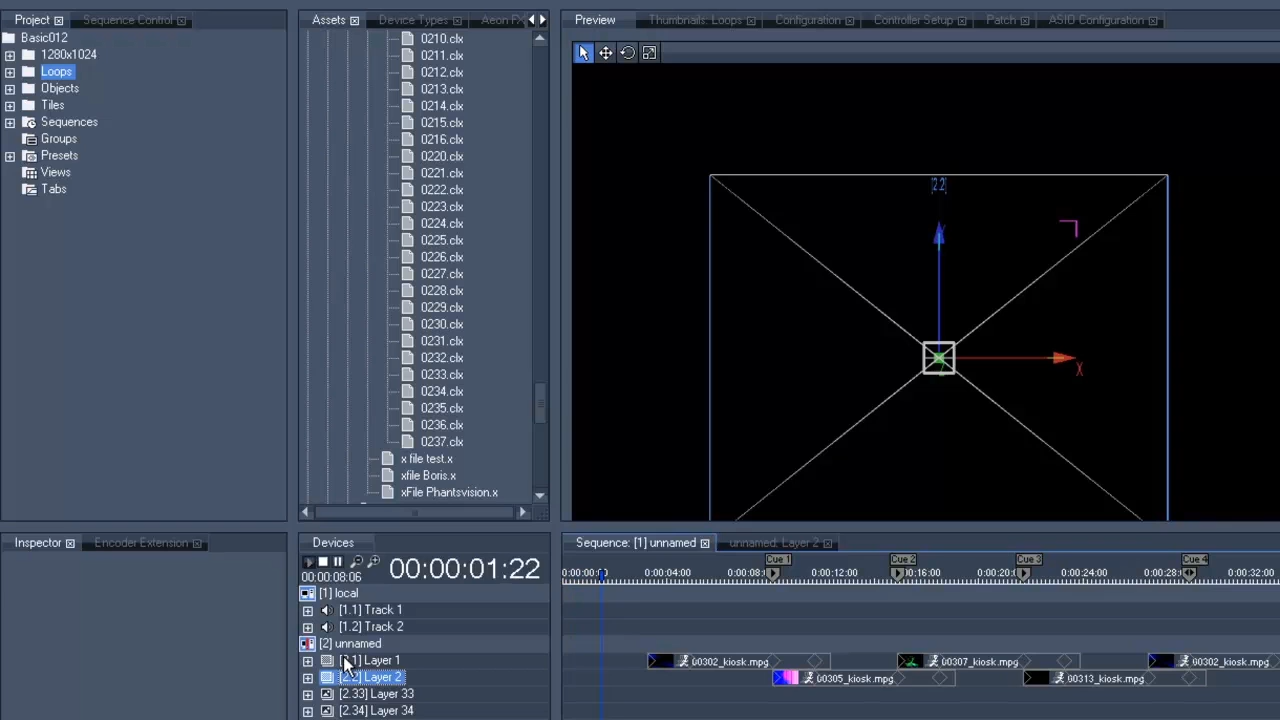 Project
Sequence Control
Basic012
1280x1024
Loops
Objects
Tiles
Sequences
Groups
Presets
Views
Tabs
Assets
Device Types
Aeon FX
0210.clx
0211.clx
0212.clx
0213.clx
0214.clx
0215.clx
0216.clx
0220.clx
0221.clx
0222.clx
0223.clx
0224.clx
0225.clx
0226.clx
0227.clx
0228.clx
0229.clx
0230.clx
0231.clx
0232.clx
0233.clx
0234.clx
0235.clx
0236.clx
0237.clx
x file test.x
xfile Boris.x
xFile Phantsvision.x
Preview
Thumbnails: Loops
Configuration
Controller Setup
Patch
ASIO Configuration
[2.2]
X
Inspector
Encoder Extension
Devices
00:00:01:22
00:00:08:06
[1] local
[1.1] Track 1
[1.2] Track 2
[2] unnamed
Layer 1
[2.2] Layer 2
[2.33] Layer 33
[2.34] Layer 34
Sequence: [1] unnamed
unnamed: Layer 2
Cue 1
Cue 2
Cue 3
Cue 4
0:00:04:00
0:00:12:00
0:00:24:00
0:00:32:00
00302_kiosk.mpg
00307_kiosk.mpg
00302_kiosk.mpg
00305_kiosk.mpg
00313_kiosk.mpg